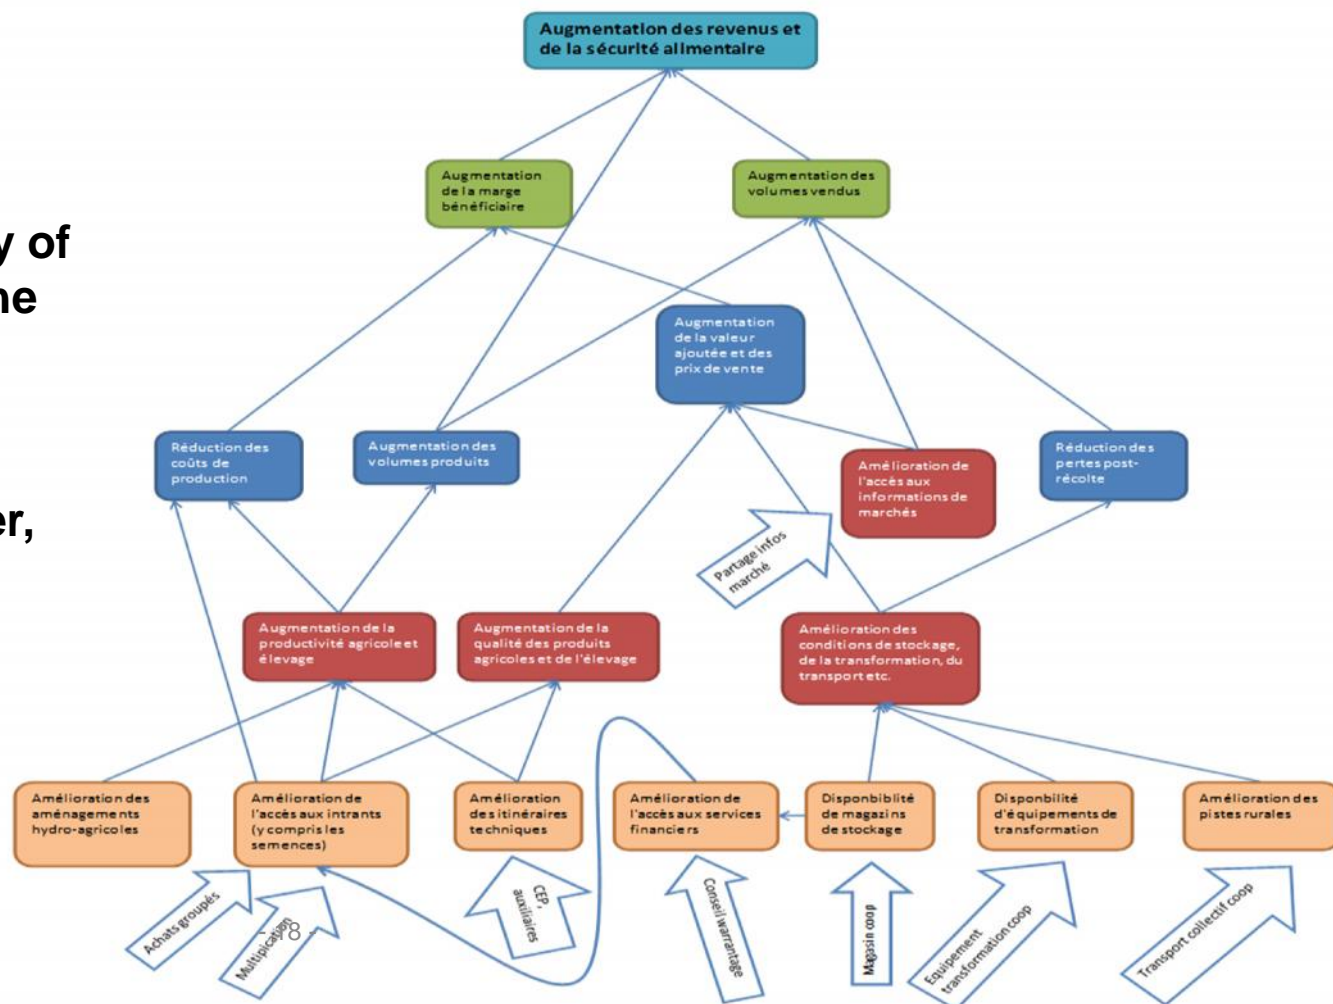 Augmentation des revenus et
de la sécurité alimentaire
Augmentation
de la marge
bénéficiaire
Augmentation des
volumes vendus
y of
ne
Augmentation
de la valeur
ajoutée et des
prix de vente
Réduction des
coûts de
production
Augmentation des
volumes produits
Amélioration de
l'accès aux
informations de
marchés
Réduction des
pertes post-
récolte
er,
Partage infos
marché
Augmentation de la
productivité agricole et
élevage
Augmentation de la
qualité des produits
agricoles et de l'élevage
Amélioration des
conditions de stockage,
de la transformation, du
transport etc.
Amélioration des
aménagements
hydro-agricoles
Amélioration de
l'accès aux intrants
(y compris les
semences)
Amélioration
des itinéraires
techniques
Amélioration de
l'accès aux services
financiers
Disponbiblité
de magazins
de stockage
Disponbilité
d'équipements de
transformation
Amélioration des
pistes rurales
Achats groupés
Multipication
CEP,
auxiliaires
Conseil warrantage
Magasin coop
Equipement
transformation coop
Transport collectif coop
- 18 -